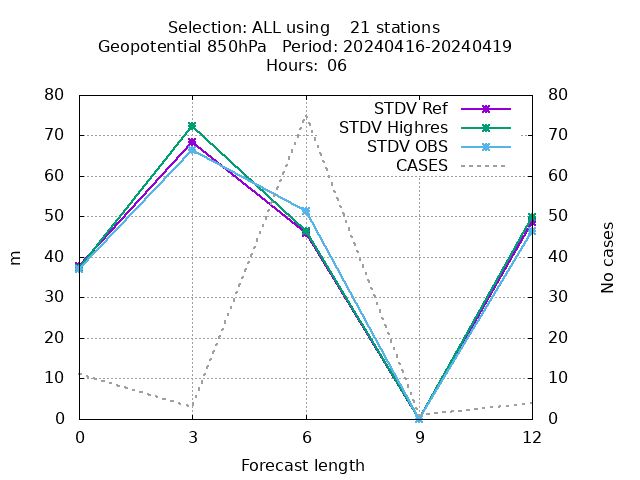 Selection: ALL using    21 stations
Geopotential 850hPa   Period: 20240416-20240419
Hours: 06
80 80
STDV Ref
70 STDV Highres 70
STDV OBS
60 CASES 60
50 50
40 40
m No cases
30 30
20 20
10 10
0 0
0 3 6 9 12
Forecast length